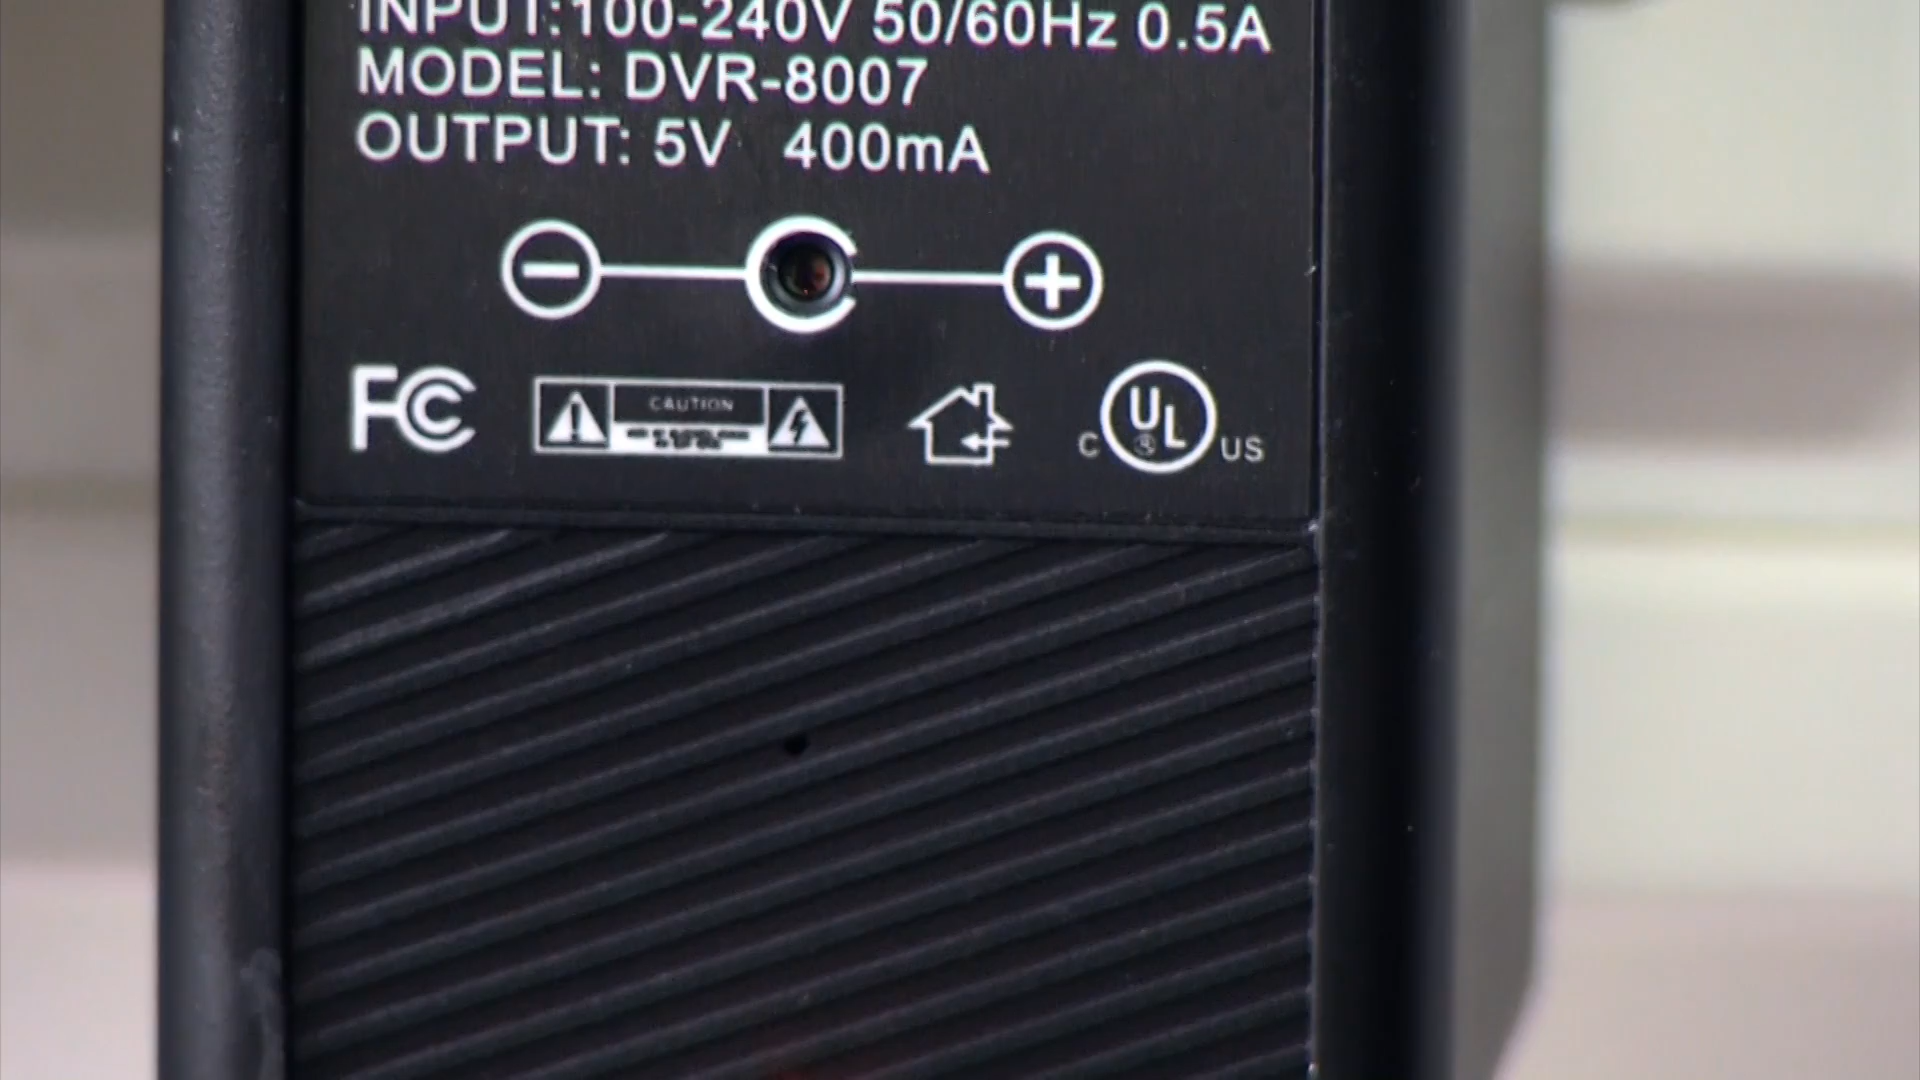 INPUT:100-240V 50/60Hz 0.5A
MODEL: DVR-8007
OUTPUT: 5V 400mA
FC
CAUTION
C UL® US